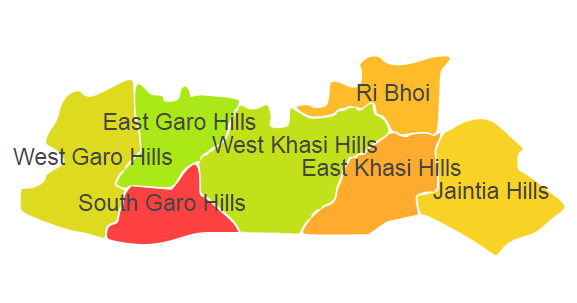 Ri Bhoi
East Garo Hills
West Khasi Hills
West Garo Hills
East Khasi Hills
Jaintia Hills
South Garo Hills